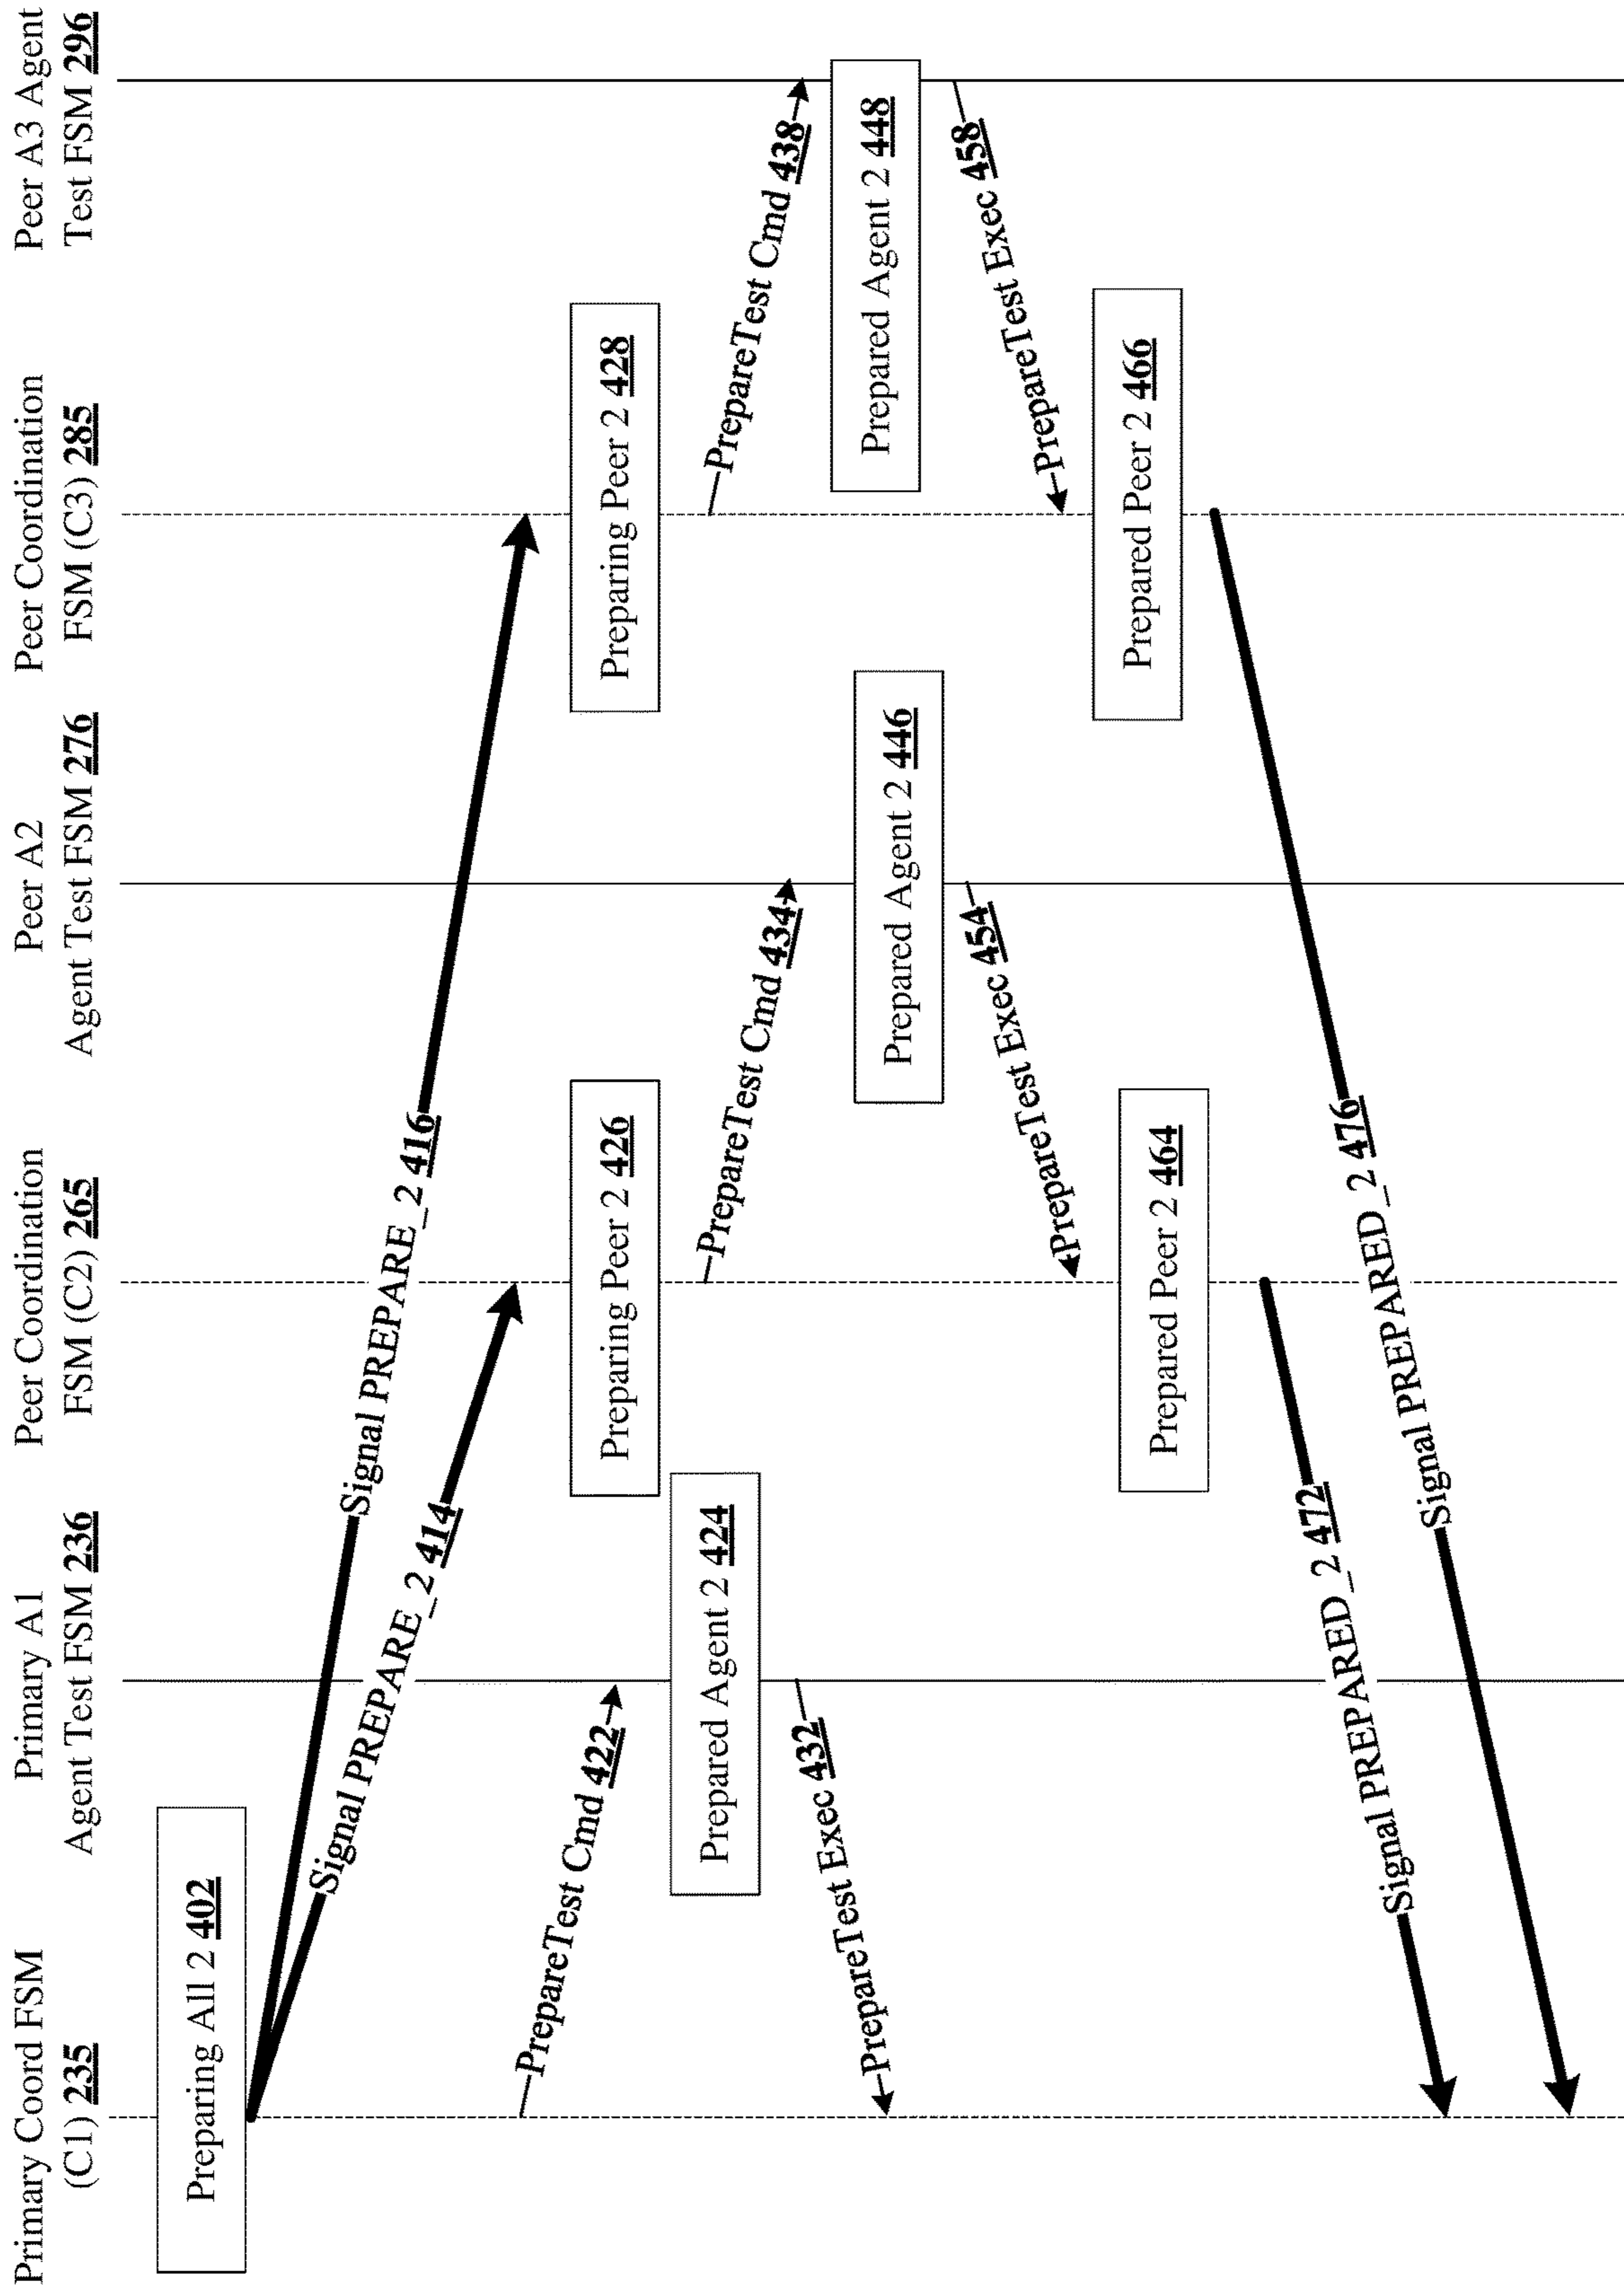 Primary Coord FSM
(C1) 235
Primary A1
Agent Test FSM 236
Peer Coordination
FSM (C2) 265
Peer A2
Agent Test FSM 276
Peer Coordination
FSM (C3) 285
Peer A3 Agent
Test FSM 296
Preparing All 2 402
Signal PREPARE_2 416
Signal PREPARE_2 414
PrepareTest Cmd 422
Preparing Peer 2 426
Preparing Peer 2 428
Prepared Agent 2 424
PrepareTest Cmd 434
PrepareTest Cmd 438
PrepareTest Exec 432
Prepared Agent 2 446
Prepared Agent 2 448
PrepareTest Exec 454
PrepareTest Exec 458
Prepared Peer 2 464
Prepared Peer 2 466
Signal PREPARED_2 472
Signal PREPARED_2 476